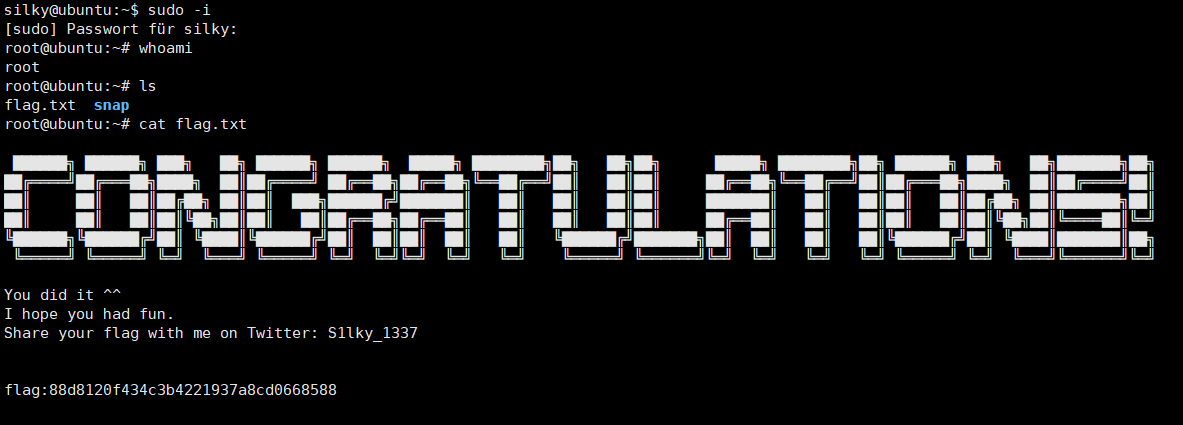 silky@ubuntu:~$ sudo -i
[sudo] Passwort für silky:
root@ubuntu:~# whoami
root
root@ubuntu:~# ls
flag.txt  snap
root@ubuntu:~# cat flag.txt
CONGRATULATIONS!
You did it ^^
I hope you had fun.
Share your flag with me on Twitter: S1lky_1337
flag:88d8120f434c3b4221937a8cd0668588